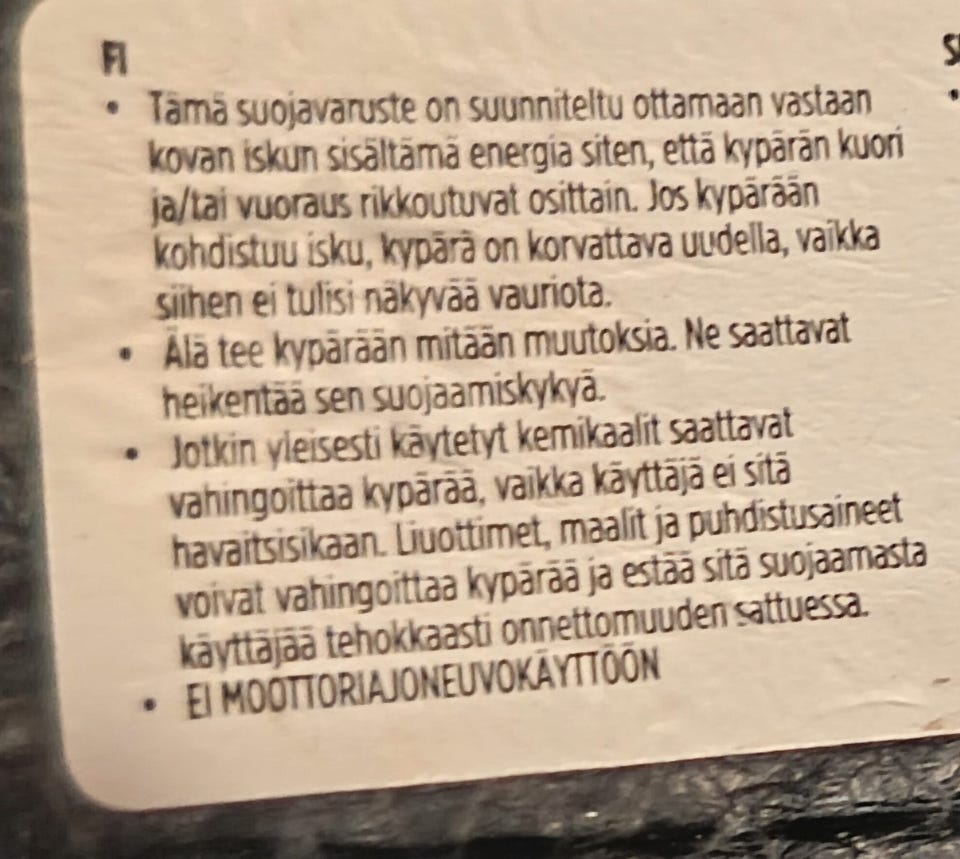 FI
• Tämä suojavaruste on suunniteltu ottamaan vastaan
kovan iskun sisältämä energia siten, että kypärän kuori
ja/tai vuoraus rikkoutuvat osittain. Jos kypärään
kohdistuu isku, kypärä on korvattava uudella, vaikka
siihen ei tulisi näkyvää vauriota.
• Älä tee kypärään mitään muutoksia. Ne saattavat
heikentää sen suojaamiskykyä.
• Jotkin yleisesti käytetyt kemikaalit saattavat
vahingoittaa kypärää, vaikka käyttäjä ei sitä
havaitsisikaan. Liuottimet, maalit ja puhdistusaineet
voivat vahingoittaa kypärää ja estää sitä suojaamasta
käyttäjää tehokkaasti onnettomuuden sattuessa.
• EI MOOTTORIAJONEUVOKÄYTTÖÖN